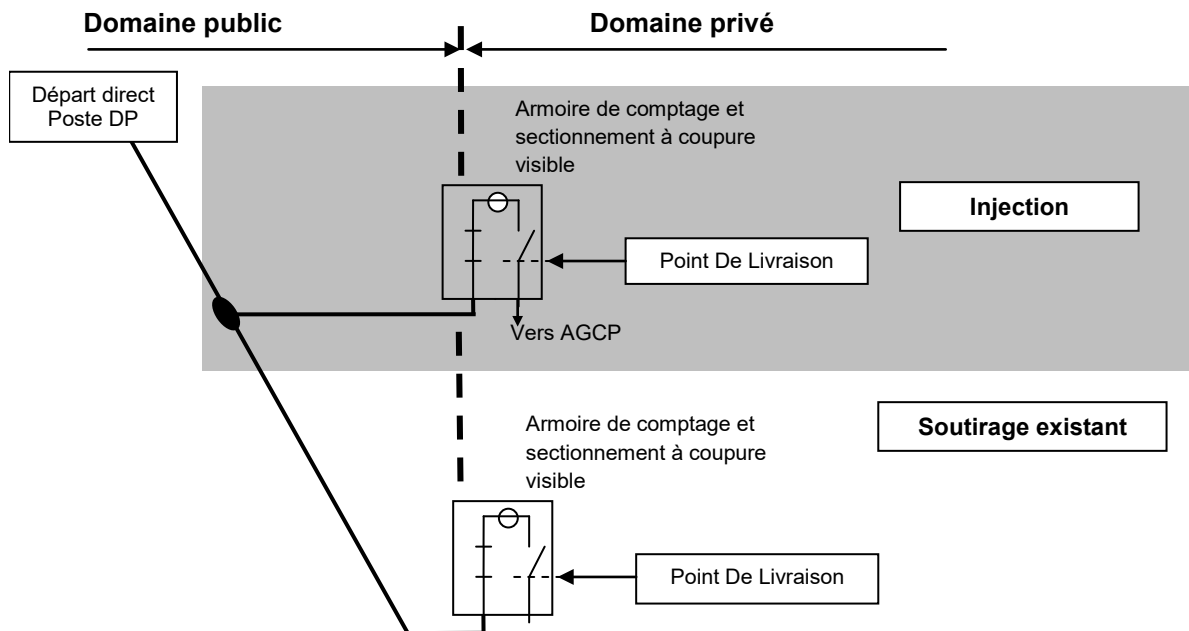 Domaine public
Domaine privé
Départ direct
Poste DP
Armoire de comptage et
sectionnement à coupure
visible
Injection
Point De Livraison
Vers AGCP
Armoire de comptage et
sectionnement à coupure
visible
Soutirage existant
Point De Livraison